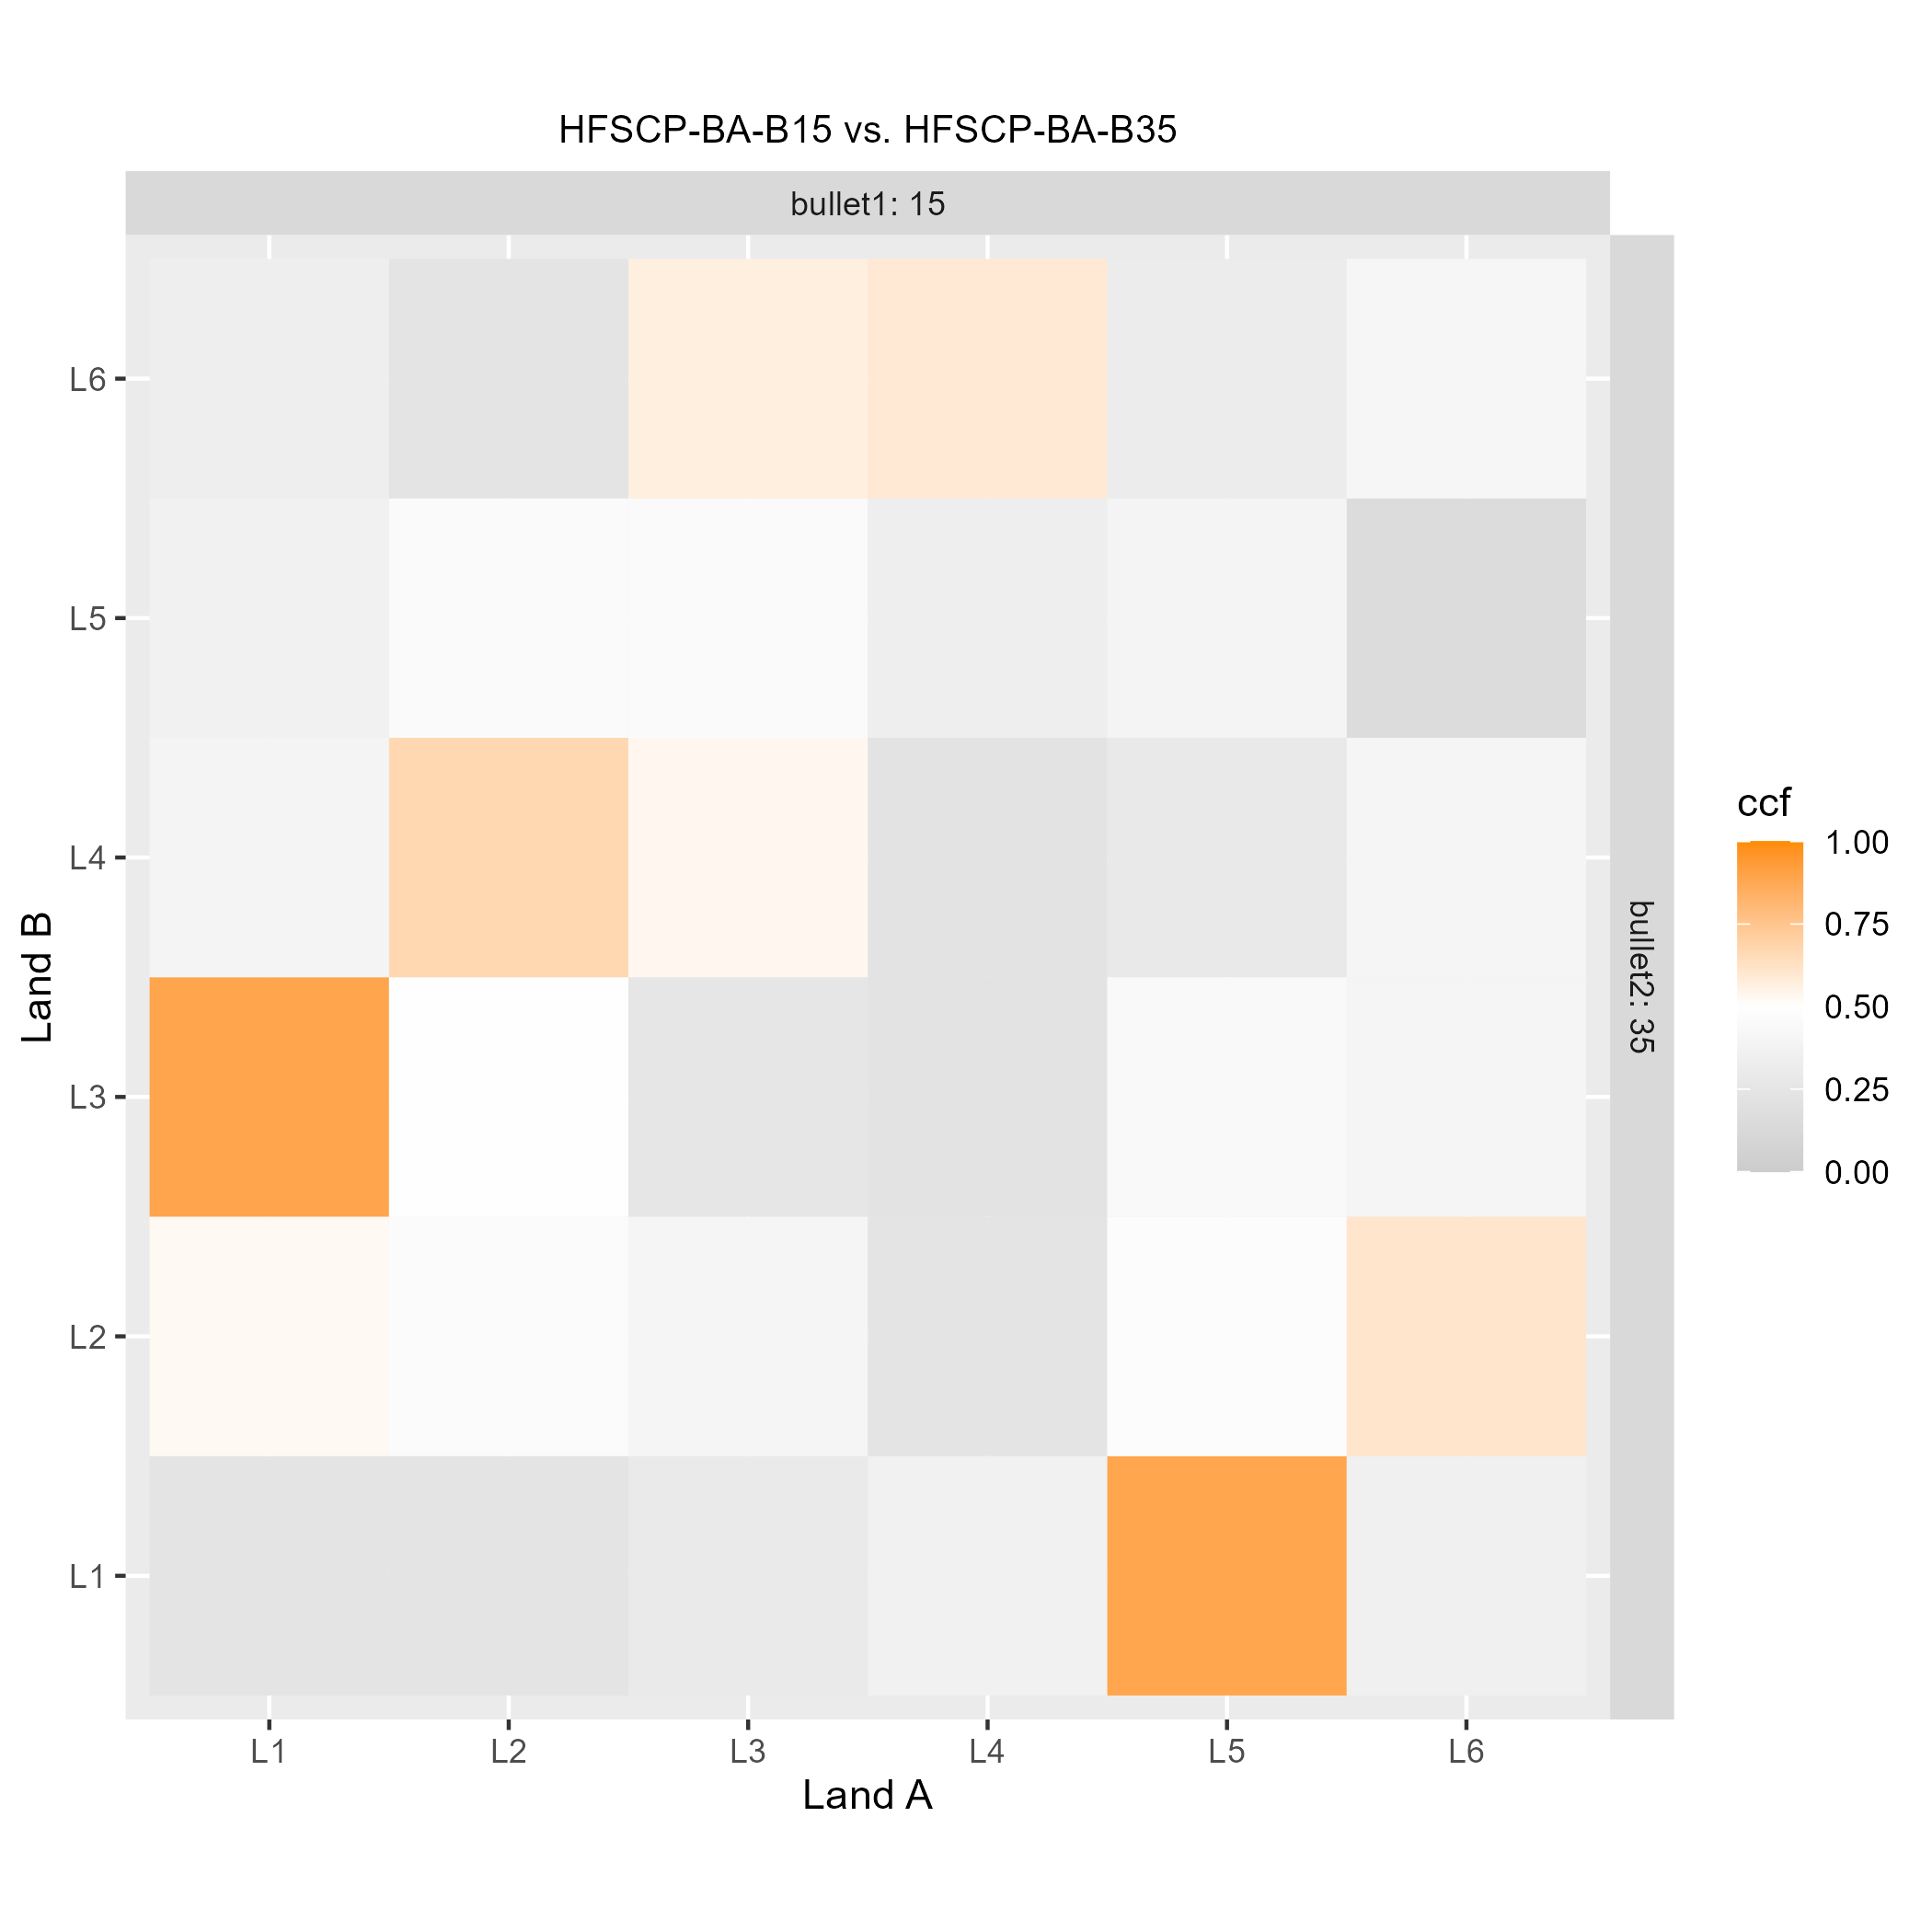 HFSCP-BA-B15 vs. HFSCP-BA-B35
bullet1: 15
L6
L5
L4
L3
L2
L1
Land B
L1 L2 L3 L4 L5 L6
Land A
bullet2: 35
ccf
1.00
0.75
0.50
0.25
0.00